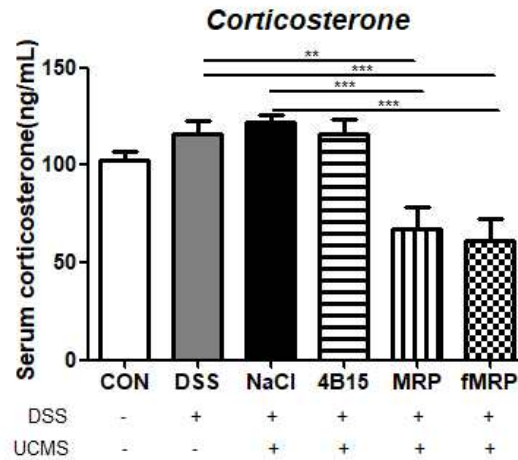 Corticosterone
Serum corticosterone(ng/mL)
150
100
50
0
**
***
***
***
CON DSS NaCl 4B15 MRP fMRP
DSS - + + + + +
UCMS - - + + + +